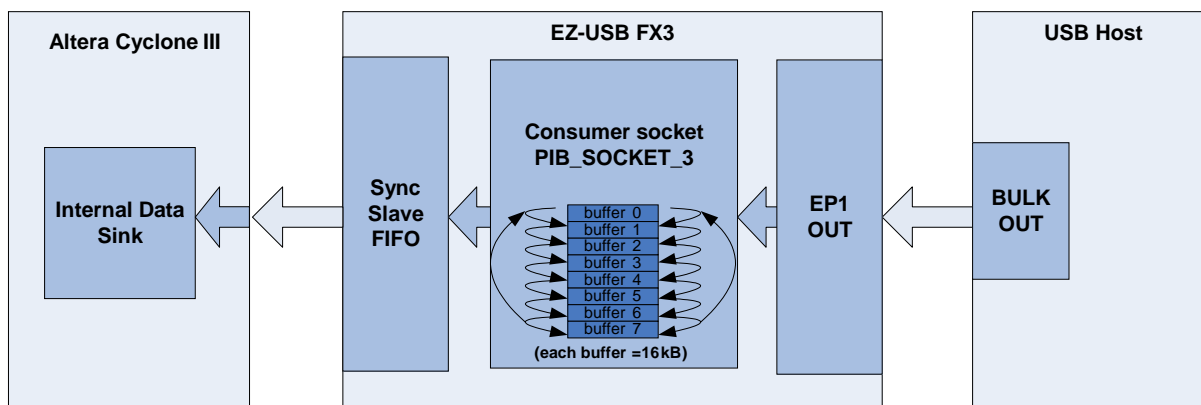 Altera Cyclone III
Internal Data
Sink
EZ-USB FX3
Sync
Slave
FIFO
Consumer socket
PIB_SOCKET_3
buffer 0
buffer 1
buffer 2
buffer 3
buffer 4
buffer 5
buffer 6
buffer 7
(each buffer =16kB)
EP1
OUT
USB Host
BULK
OUT